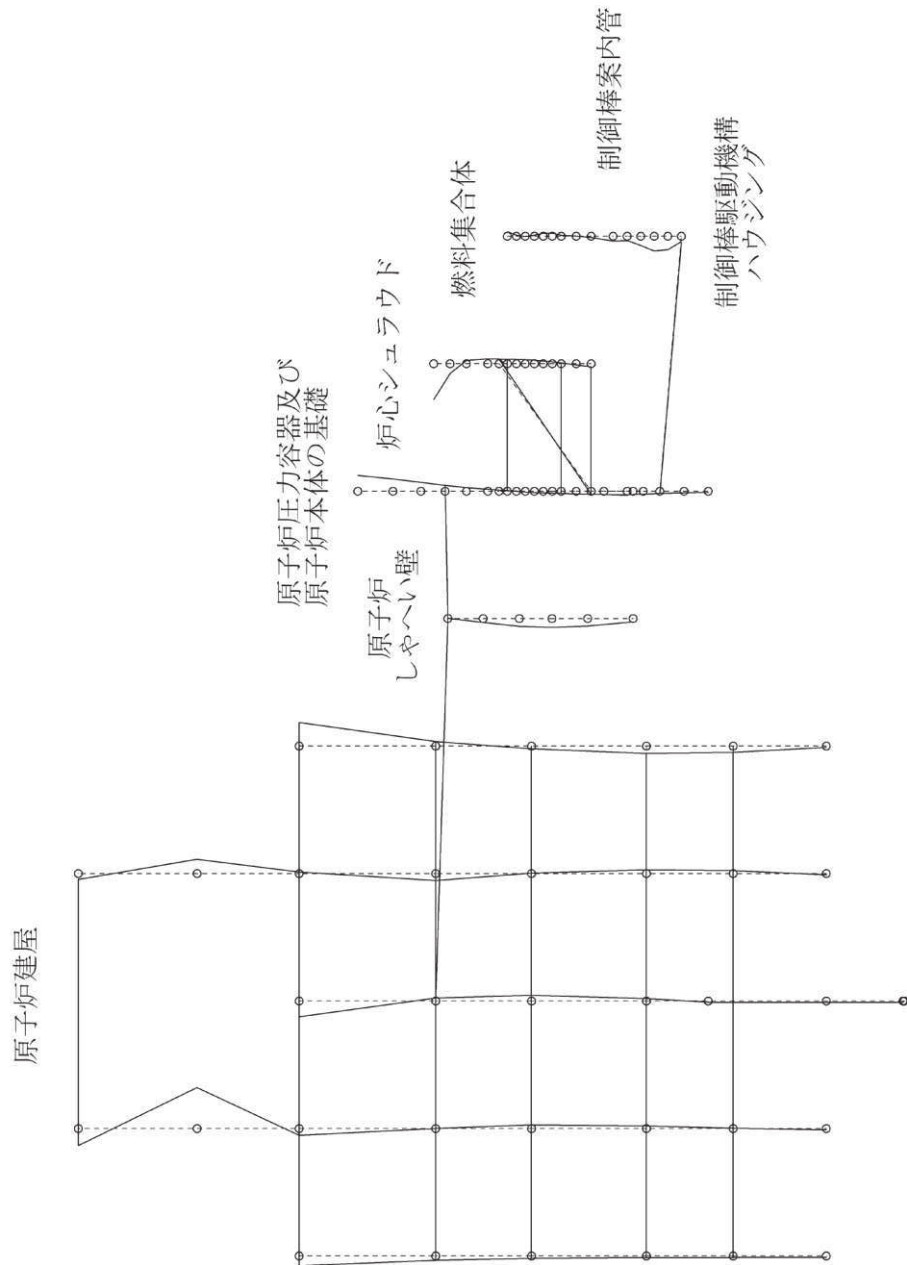 原子炉建屋
原子炉圧力容器及び
原子炉本体の基礎
原子炉
しゃへい壁
炉心シュラウド
燃料集合体
制御棒案内管
制御棒駆動機構
ハウジング